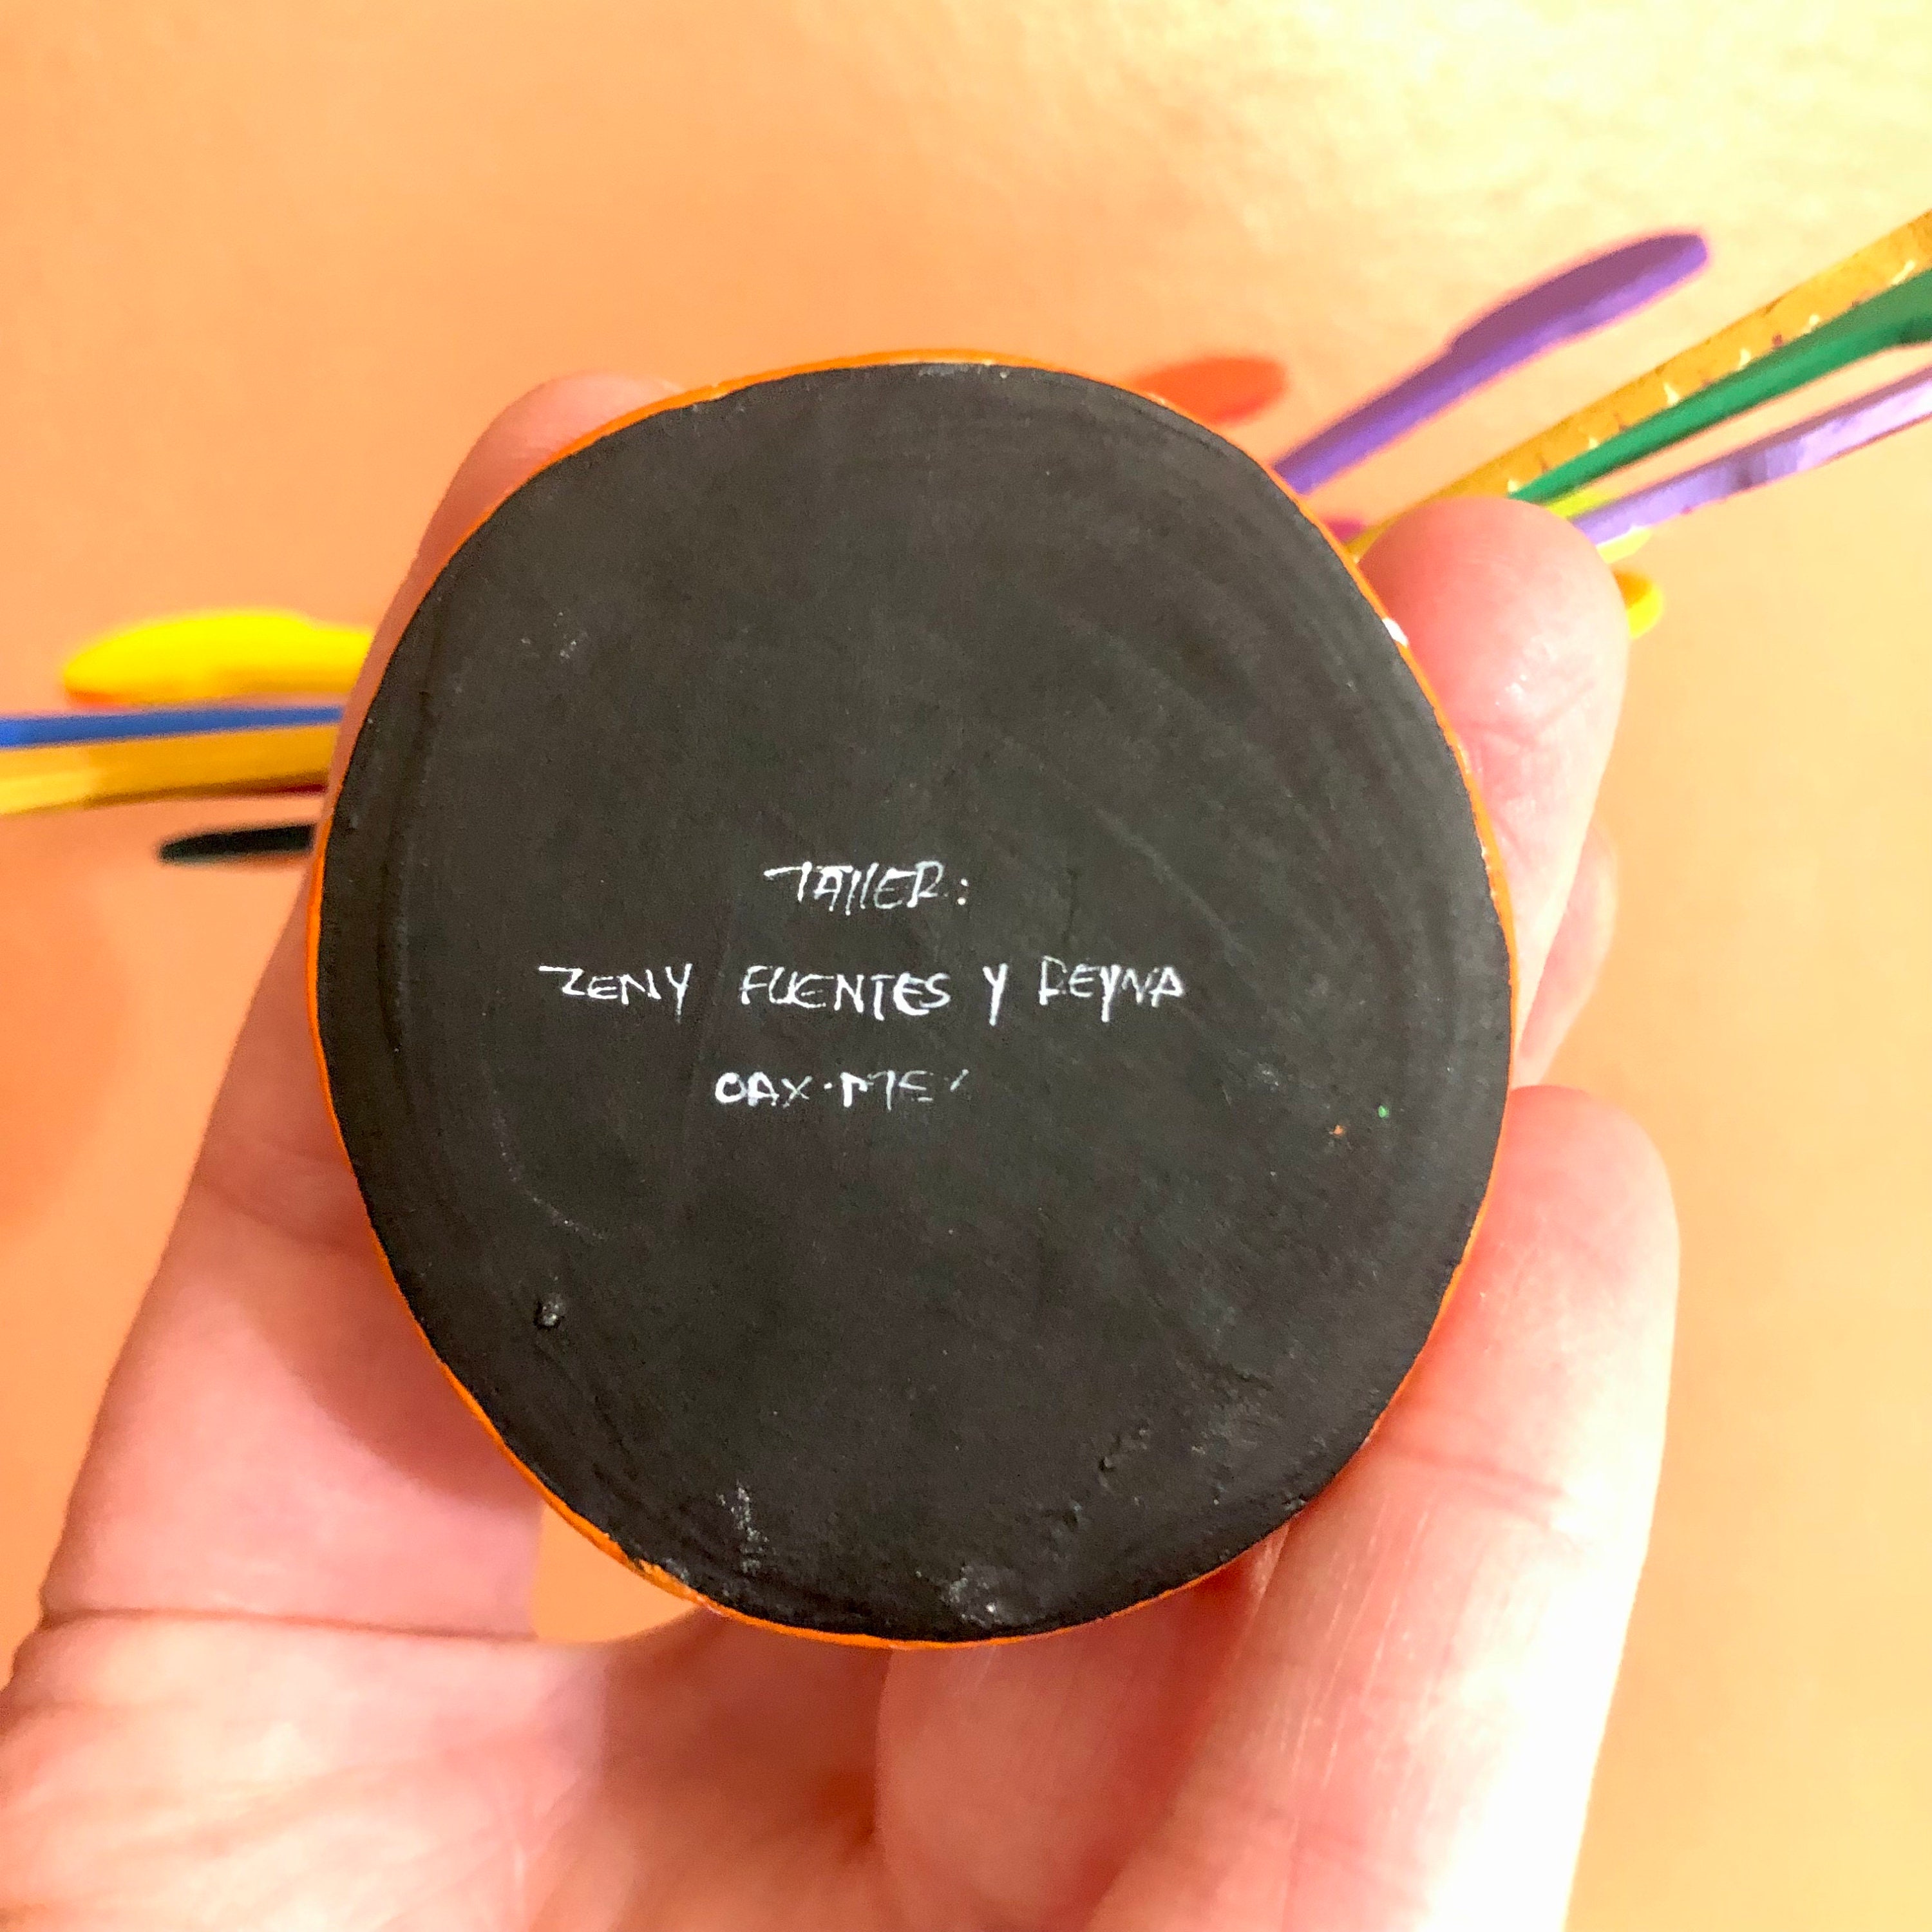 TALLER:
ZENY FUENTES Y REYNA
OAX·MEX